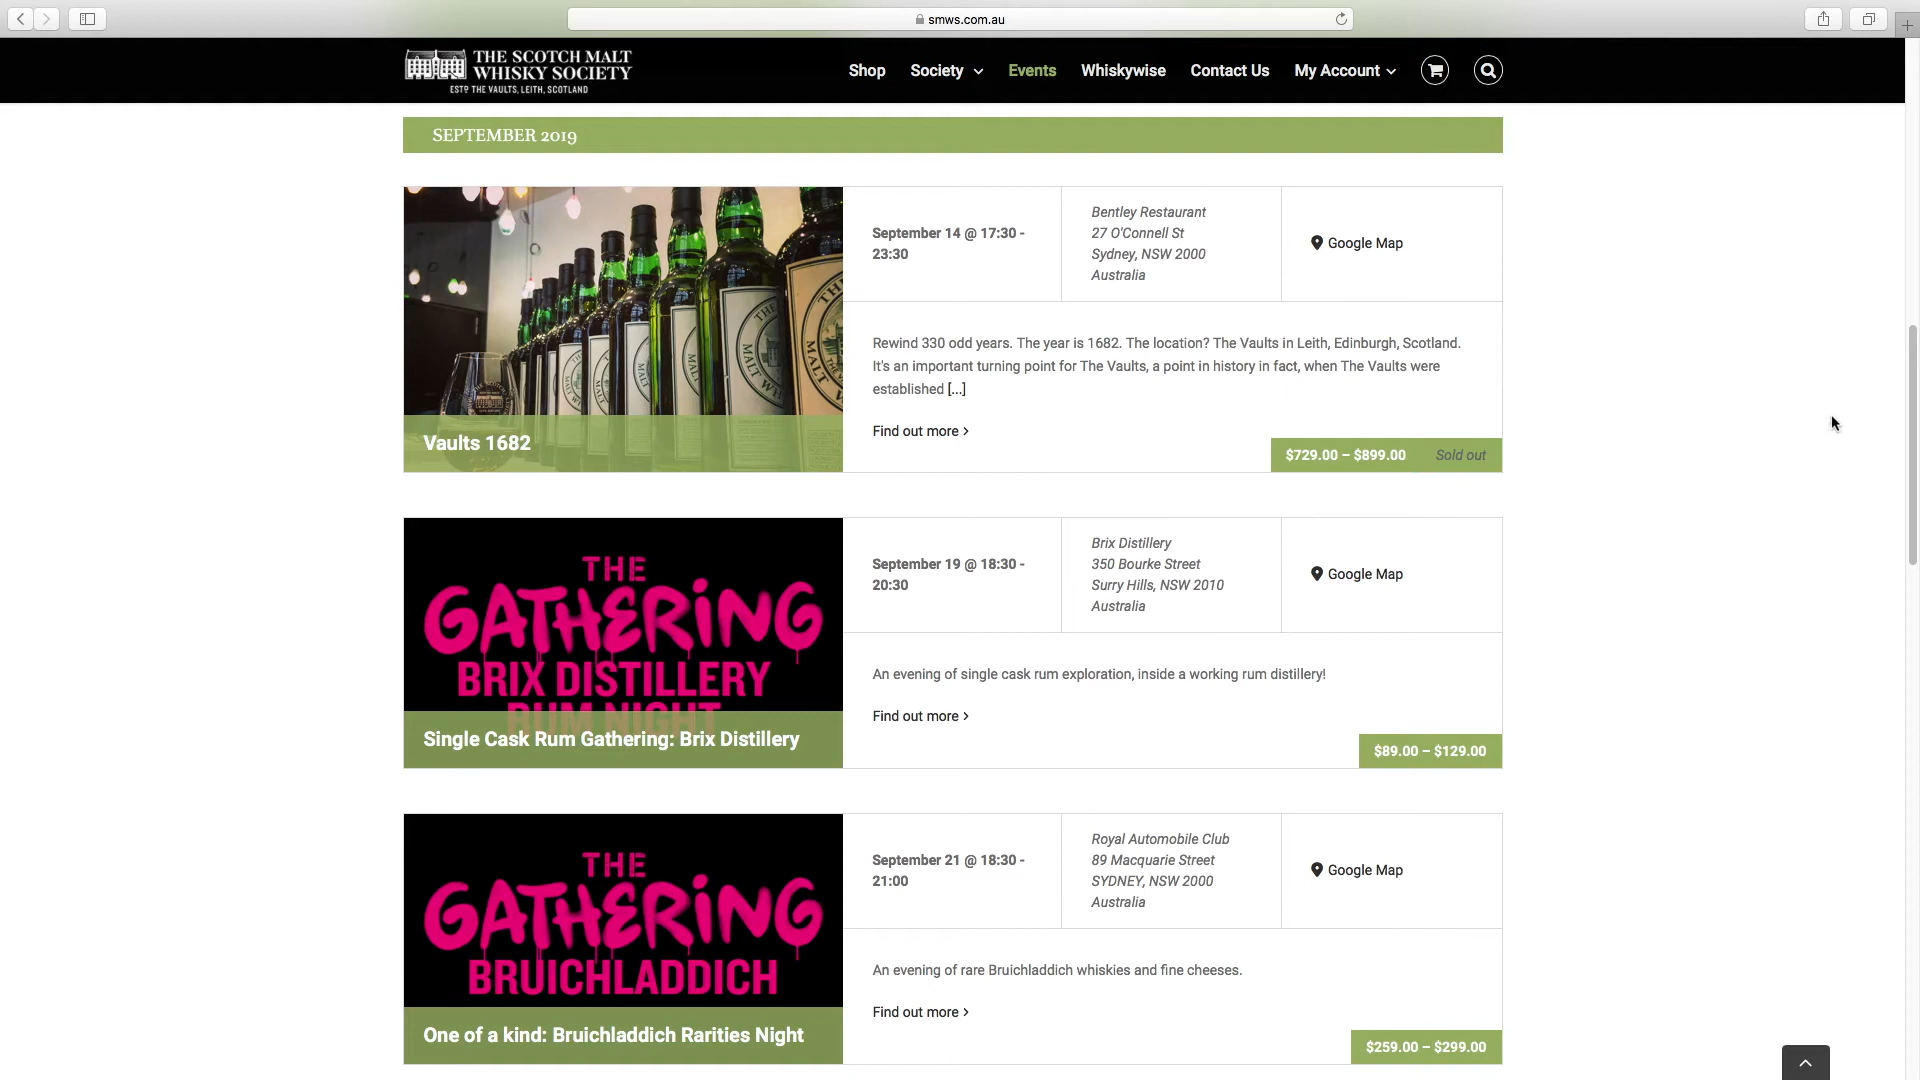 smws.com.au
THE SCOTCH MALT
WHISKY SOCIETY
ESTD THE VAULTS, LEITH, SCOTLAND
Shop
Society
Events
Whiskywise
Contact Us
My Account
SEPTEMBER 2019
Vaults 1682
September 14 @ 17:30 -
23:30
Bentley Restaurant
27 O'Connell St
Sydney, NSW 2000
Australia
Google Map
Rewind 330 odd years. The year is 1682. The location? The Vaults in Leith, Edinburgh, Scotland.
It's an important turning point for The Vaults, a point in history in fact, when The Vaults were
established [...]
Find out more >
$729.00 – $899.00 Sold out
THE
GATHERING
BRIX DISTILLERY
RUM NIGHT
Single Cask Rum Gathering: Brix Distillery
September 19 @ 18:30 -
20:30
Brix Distillery
350 Bourke Street
Surry Hills, NSW 2010
Australia
Google Map
An evening of single cask rum exploration, inside a working rum distillery!
Find out more >
$89.00 – $129.00
THE
GATHERING
BRUICHLADDICH
One of a kind: Bruichladdich Rarities Night
September 21 @ 18:30 -
21:00
Royal Automobile Club
89 Macquarie Street
SYDNEY, NSW 2000
Australia
Google Map
An evening of rare Bruichladdich whiskies and fine cheeses.
Find out more >
$259.00 – $299.00